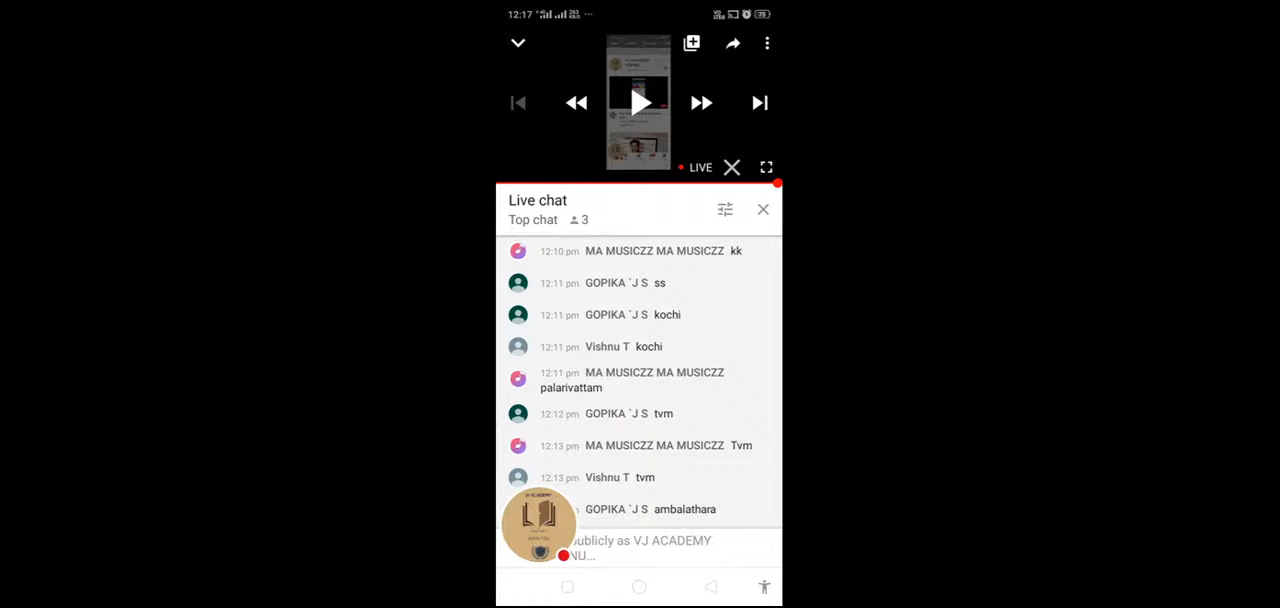 12:17
75
LIVE
Live chat
Top chat 3
12:10 pm MA MUSICZZ MA MUSICZZ kk
12:11 pm GOPIKA `J S ss
12:11 pm GOPIKA `J S kochi
12:11 pm Vishnu T kochi
12:11 pm MA MUSICZZ MA MUSICZZ
palarivattam
12:12 pm GOPIKA `J S tvm
12:13 pm MA MUSICZZ MA MUSICZZ Tvm
12:13 pm Vishnu T tvm
GOPIKA `J S ambalathara
VJ ACADEMY
publicly as VJ ACADEMY
NU...